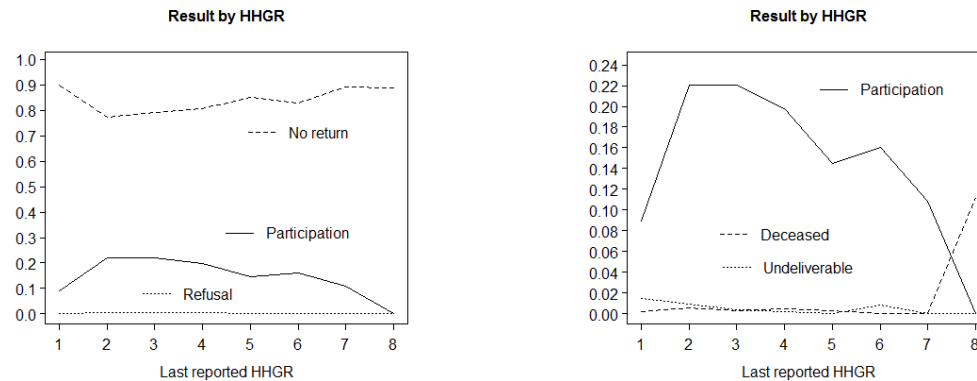 Result by HHGR
1.0
0.9
0.8
0.7
0.6
0.5
0.4
0.3
0.2
0.1
0.0
No return
Participation
Refusal
1 2 3 4 5 6 7 8
Last reported HHGR
Result by HHGR
0.24
0.22
0.20
0.18
0.16
0.14
0.12
0.10
0.08
0.06
0.04
0.02
0.00
Participation
Deceased
Undeliverable
1 2 3 4 5 6 7 8
Last reported HHGR